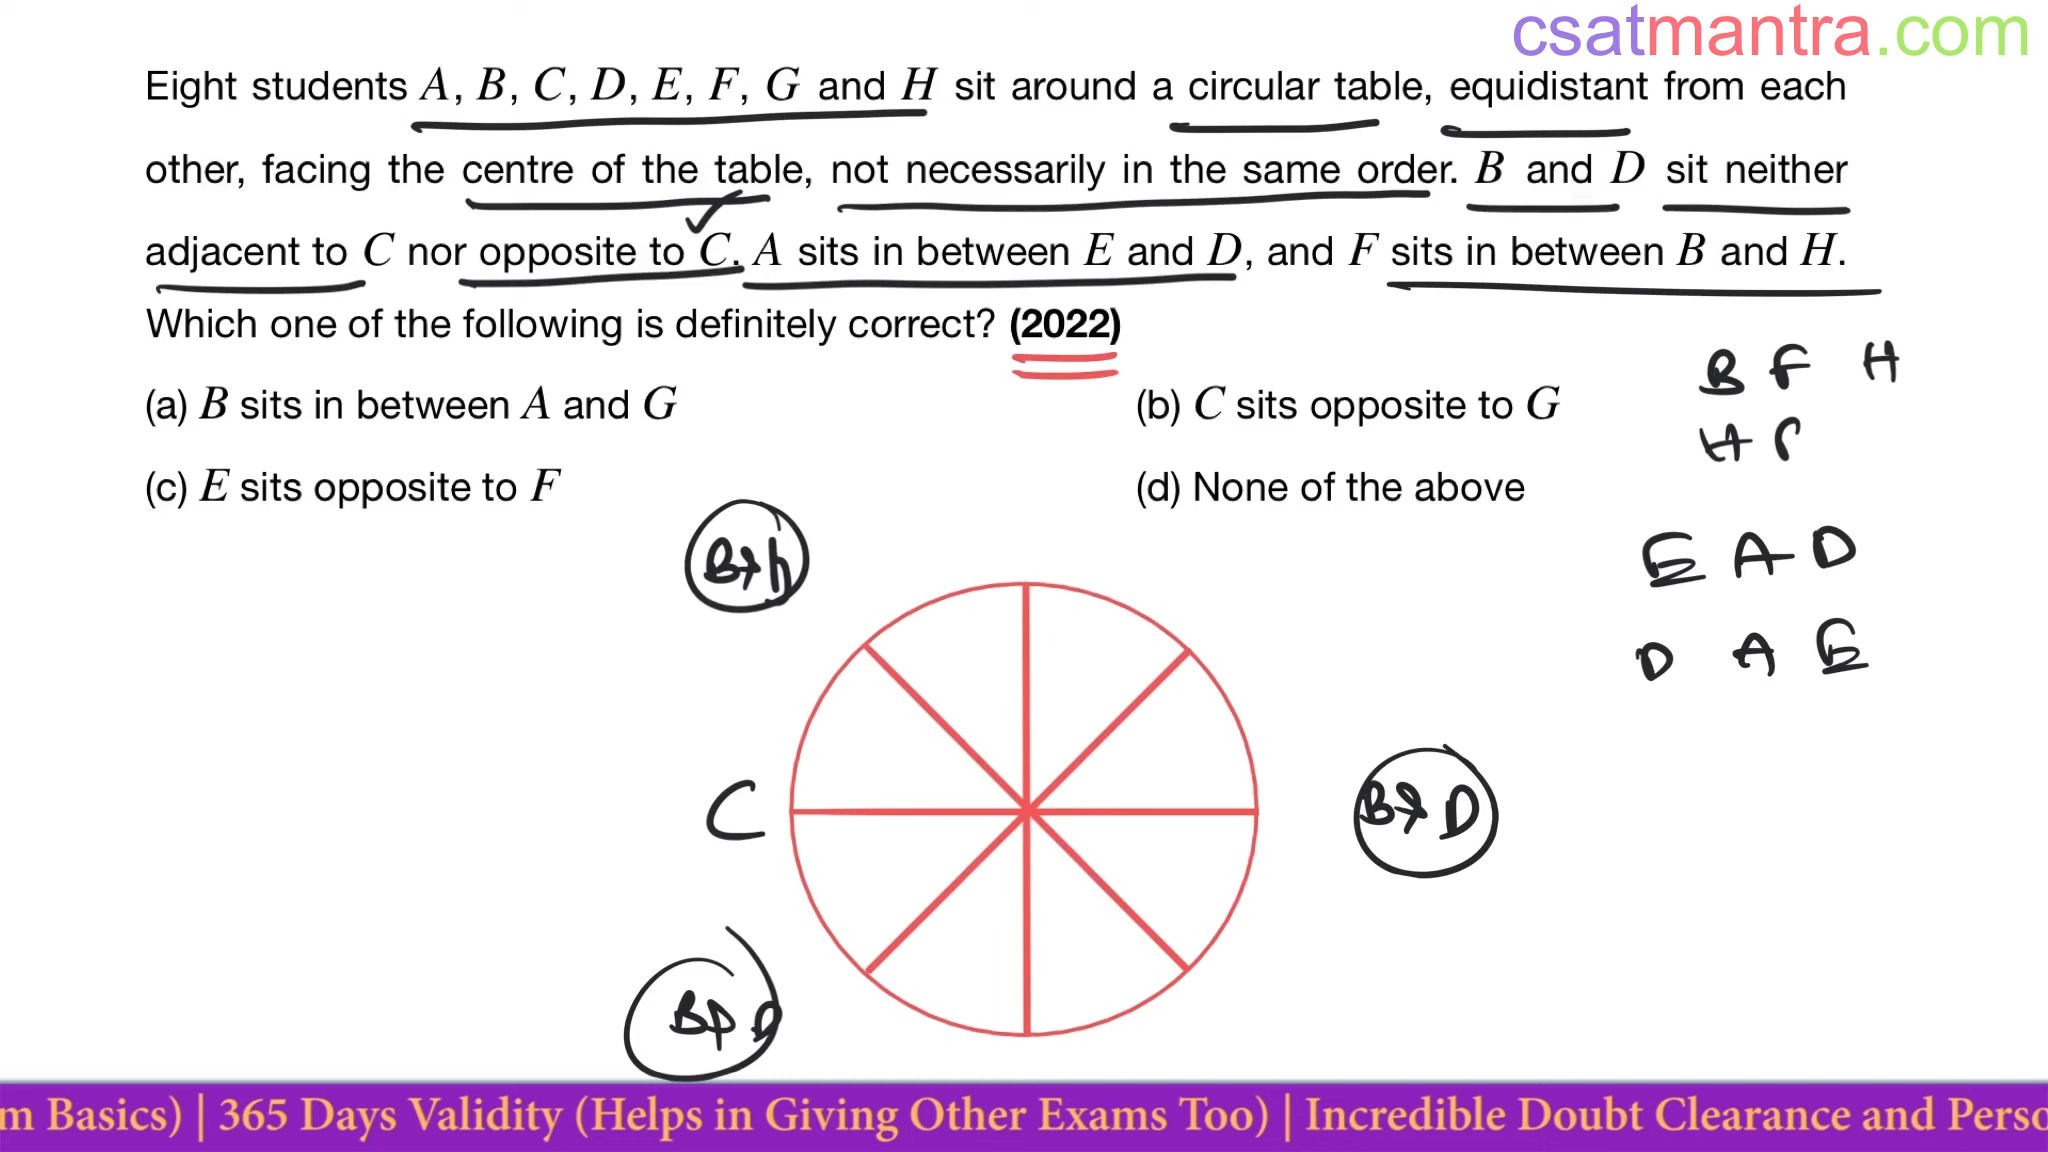 csatmantra.com
Eight students A, B, C, D, E, F, G and H sit around a circular table, equidistant from each
other, facing the centre of the table, not necessarily in the same order. B and D sit neither
adjacent to C nor opposite to C. A sits in between E and D, and F sits in between B and H.
Which one of the following is definitely correct? (2022)
(a) B sits in between A and G
(b) C sits opposite to G
(c) E sits opposite to F
(d) None of the above
B F H
H
E A D
D A E
C
m Basics) | 365 Days Validity (Helps in Giving Other Exams Too) | Incredible Doubt Clearance and Perso